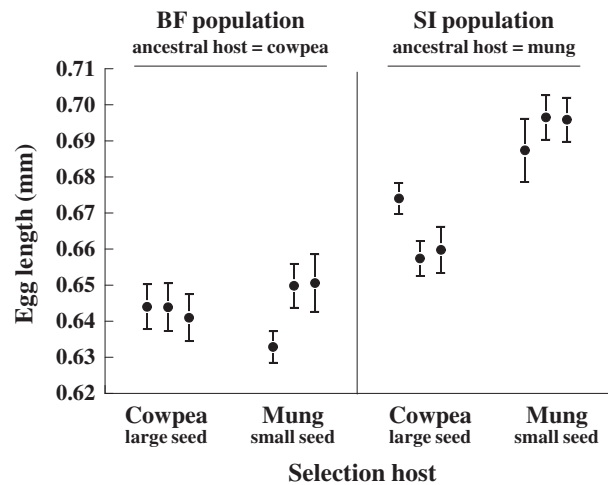 BF population
ancestral host = cowpea
SI population
ancestral host = mung
0.71
0.70
0.69
0.68
0.67
0.66
0.65
0.64
0.63
0.62
Egg length (mm)
Cowpea
large seed
Mung
small seed
Cowpea
large seed
Mung
small seed
Selection host